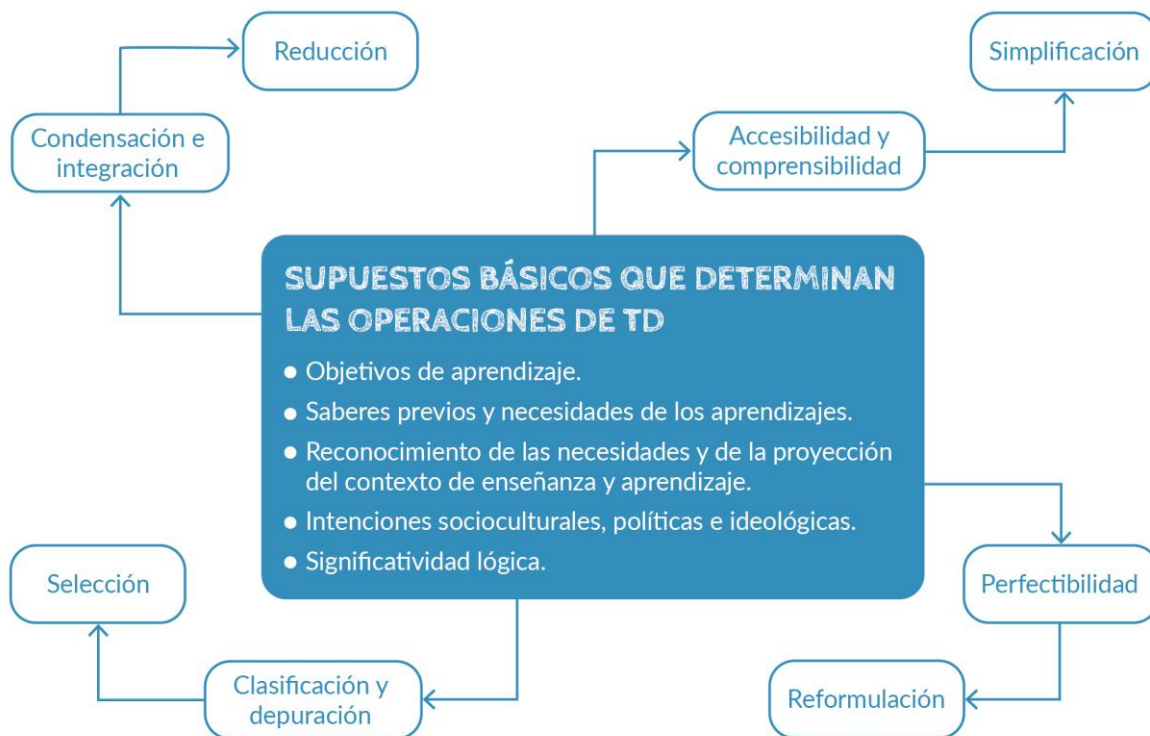 Reducción
Simplificación
Condensación e
integración
Accesibilidad y
comprensibilidad
SUPUESTOS BÁSICOS QUE DETERMINAN
LAS OPERACIONES DE TD
• Objetivos de aprendizaje.
• Saberes previos y necesidades de los aprendizajes.
• Reconocimiento de las necesidades y de la proyección
del contexto de enseñanza y aprendizaje.
• Intenciones socioculturales, políticas e ideológicas.
• Significatividad lógica.
Selección
Perfectibilidad
Clasificación y
depuración
Reformulación